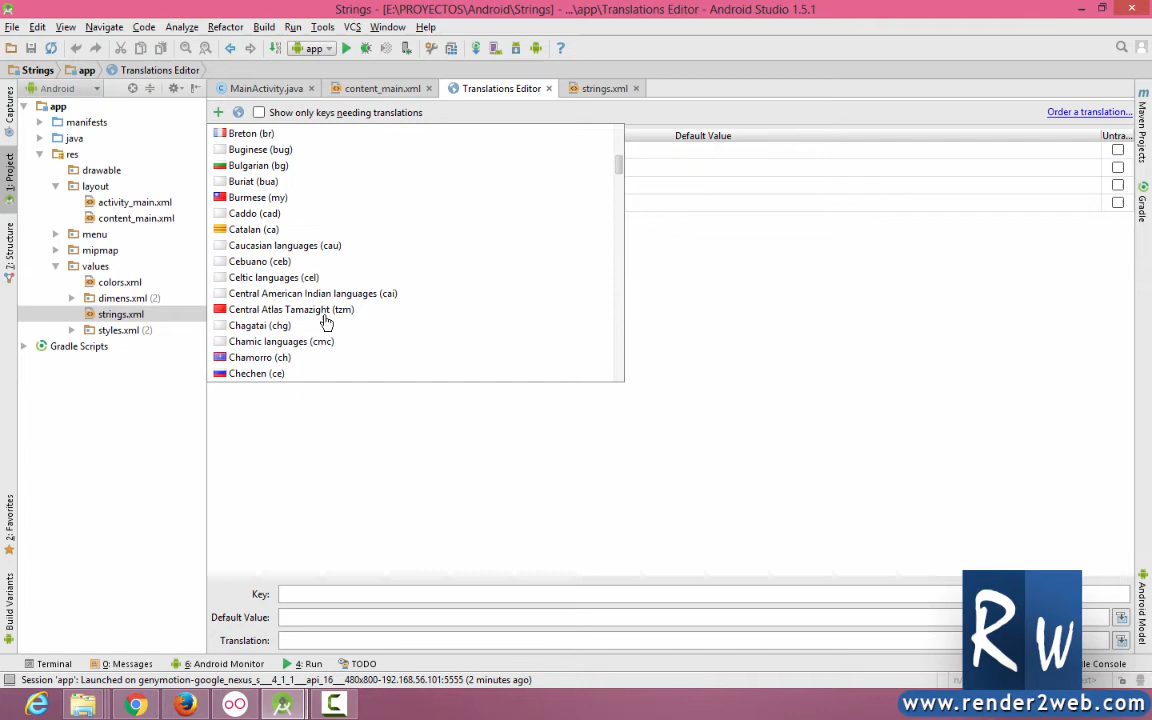 Strings - [E:\PROYECTOS\Android\Strings] - ...\app\Translations Editor - Android Studio 1.5.1
File Edit View Navigate Code Analyze Refactor Build Run Tools VCS Window Help
app
Strings app Translations Editor
Android MainActivity.java content_main.xml Translations Editor strings.xml
app
manifests
java
res
drawable
layout
activity_main.xml
content_main.xml
menu
mipmap
values
colors.xml
dimens.xml (2)
strings.xml
styles.xml (2)
Gradle Scripts
Captures
1: Project
7: Structure
2: Favorites
Build Variants
Show only keys needing translations
Order a translation...
Default Value
Untra...
Breton (br)
Buginese (bug)
Bulgarian (bg)
Buriat (bua)
Burmese (my)
Caddo (cad)
Catalan (ca)
Caucasian languages (cau)
Cebuano (ceb)
Celtic languages (cel)
Central American Indian languages (cai)
Central Atlas Tamazight (tzm)
Chagatai (chg)
Chamic languages (cmc)
Chamorro (ch)
Chechen (ce)
Key:
Default Value:
Translation:
Maven Projects
Gradle
Android Model
Terminal 0: Messages 6: Android Monitor 4: Run TODO
Console
Session 'app': Launched on genymotion-google_nexus_s___4_1_1___api_16___480x800-192.168.56.101:5555 (2 minutes ago)
RW
www.render2web.com